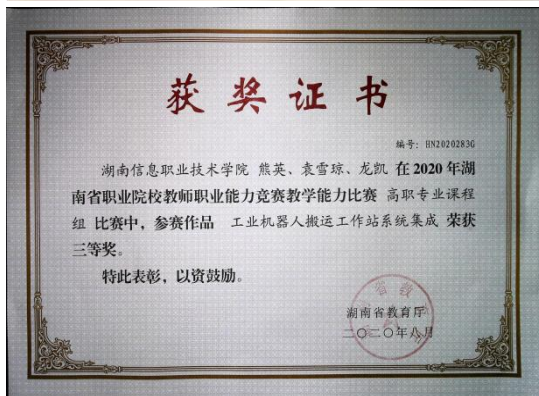 获奖证书
编号：HN2020283G
湖南信息职业技术学院 熊英、袁雪琼、龙凯 在2020年湖
南省职业院校教师职业能力竞赛教学能力比赛 高职专业课程
组 比赛中，参赛作品 工业机器人搬运工作站系统集成 荣获
三等奖。
特此表彰，以资鼓励。
湖南省教育厅
二〇二〇年八月